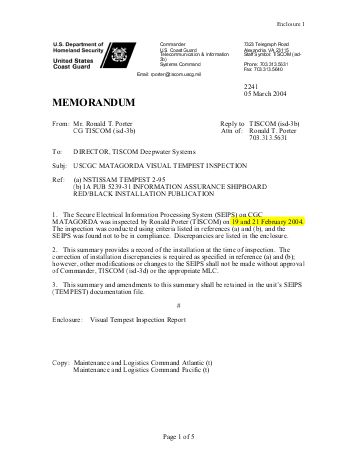 Enclosure 1
U.S. Department of
Homeland Security
United States
Coast Guard
Commander
U.S. Coast Guard
Telecommunication & Information
Systems Command
7323 Telegraph Road
Alexandria VA 23115
Staff Symbol: TISCOM (isd-3b)
Phone: 703.313.5631
Fax: 703.313.5640
Email: rporter@tiscom.uscg.mil
2241
05 March 2004
MEMORANDUM
From: Mr. Ronald T. Porter
CG TISCOM (isd-3b)
Reply to TISCOM (isd-3b)
Attn of: Ronald T. Porter
703.313.5631
To: DIRECTOR, TISCOM Deepwater Systems
Subj: USCGC MATAGORDA VISUAL TEMPEST INSPECTION
Ref: (a) NSTISSAM TEMPEST 2-95
(b) IA PUB 5239-31 INFORMATION ASSURANCE SHIPBOARD
RED/BLACK INSTALLATION PUBLICATION
1. The Secure Electrical Information Processing System (SEIPS) on CGC
MATAGORDA was inspected by Ronald Porter (TISCOM) on 19 and 21 February 2004.
The inspection was conducted using criteria listed in references (a) and (b), and the
SEIPS was found not to be in compliance. Discrepancies are listed in the enclosure.
2. This summary provides a record of the installation at the time of inspection. The
correction of installation discrepancies is required as specified in reference (a) and (b);
however, other modifications or changes to the SEIPS shall not be made without approval
of Commander, TISCOM (isd-3d) or the appropriate MLC.
3. This summary and amendments to this summary shall be retained in the unit's SEIPS
(TEMPEST) documentation file.
#
Enclosure: Visual Tempest Inspection Report
Copy: Maintenance and Logistics Command Atlantic (t)
Maintenance and Logistics Command Pacific (t)
Page 1 of 5